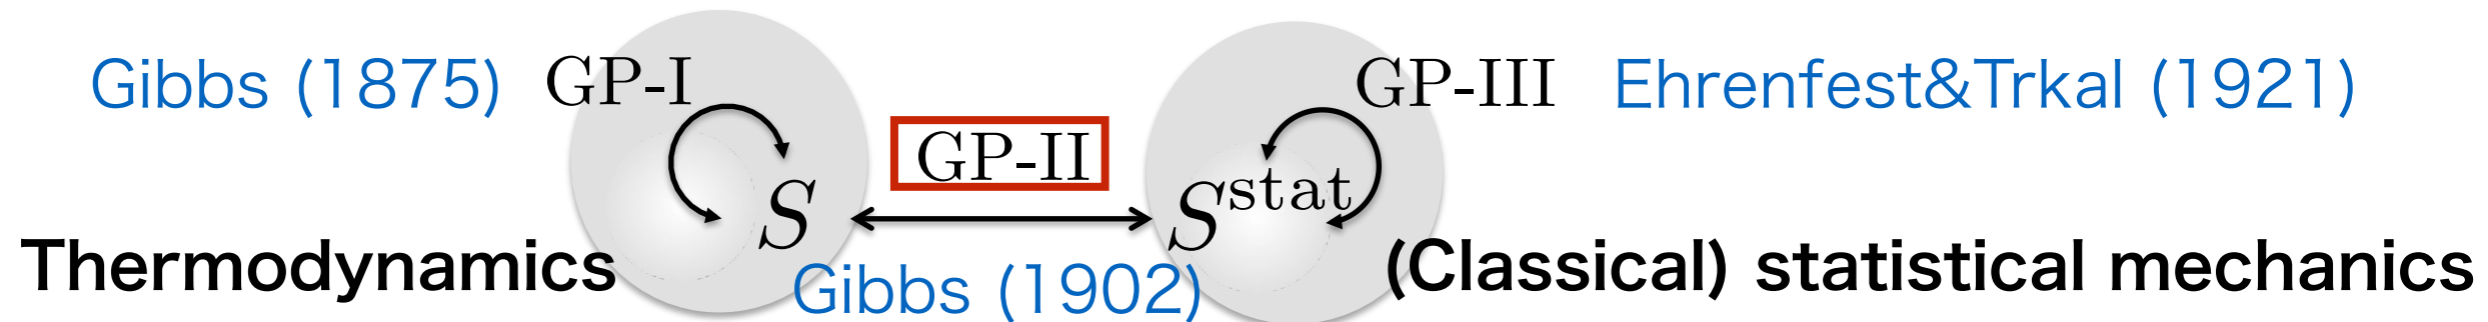 Gibbs (1875) GP-I GP-III Ehrenfest&Trkal (1921)
GP-II
S S^stat
Thermodynamics Gibbs (1902) (Classical) statistical mechanics